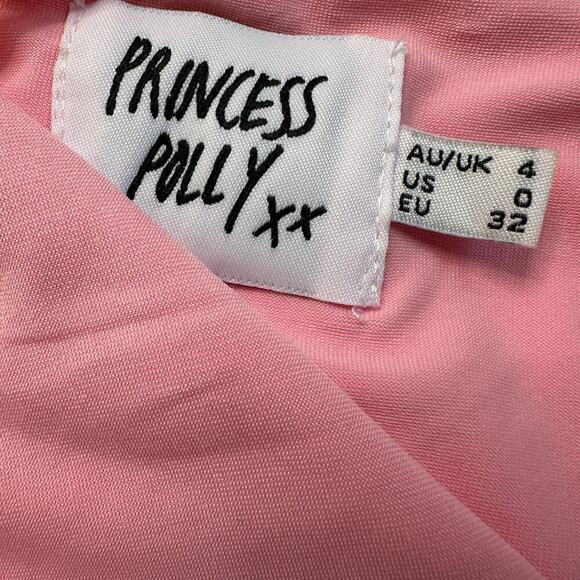 PRINCESS
POLLY xx
AU/UK 4
US 0
EU 32